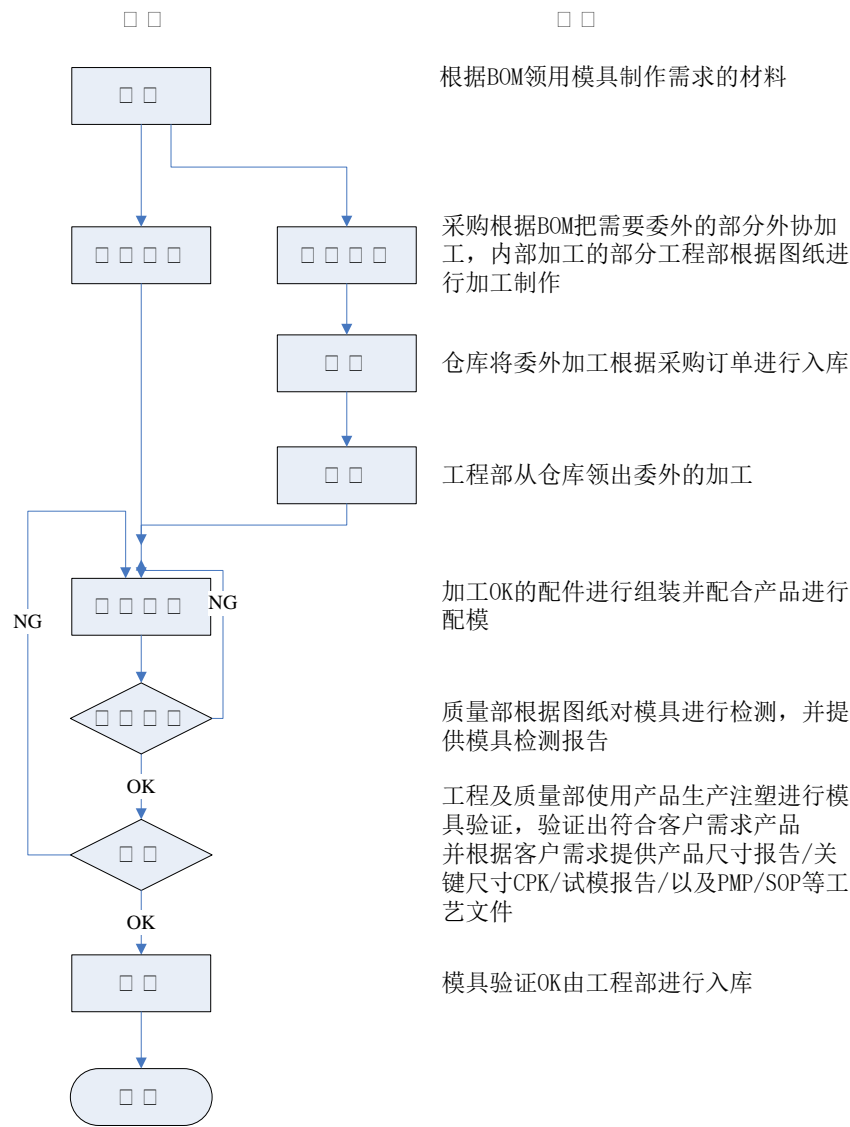 根据BOM领用模具制作需求的材料
采购根据BOM把需要委外的部分外协加
工，内部加工的部分工程部根据图纸进
行加工制作
仓库将委外加工根据采购订单进行入库
工程部从仓库领出委外的加工
加工OK的配件进行组装并配合产品进行
配模
NG
NG
质量部根据图纸对模具进行检测，并提
供模具检测报告
OK
工程及质量部使用产品生产注塑进行模
具验证，验证出符合客户需求产品
并根据客户需求提供产品尺寸报告/关
键尺寸CPK/试模报告/以及PMP/SOP等工
艺文件
OK
模具验证OK由工程部进行入库